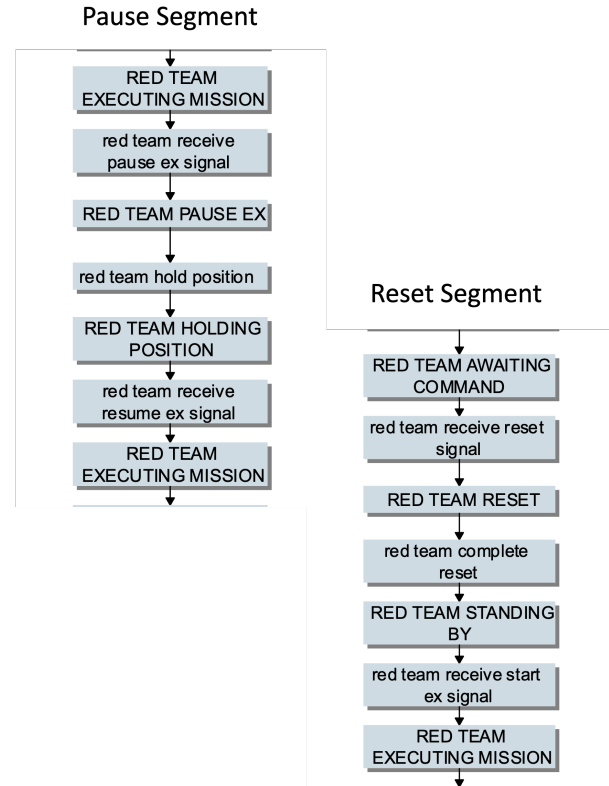 Pause Segment
RED TEAM
EXECUTING MISSION
red team receive
pause ex signal
RED TEAM PAUSE EX
red team hold position
RED TEAM HOLDING
POSITION
red team receive
resume ex signal
RED TEAM
EXECUTING MISSION
Reset Segment
RED TEAM AWAITING
COMMAND
red team receive reset
signal
RED TEAM RESET
red team complete
reset
RED TEAM STANDING
BY
red team receive start
ex signal
RED TEAM
EXECUTING MISSION